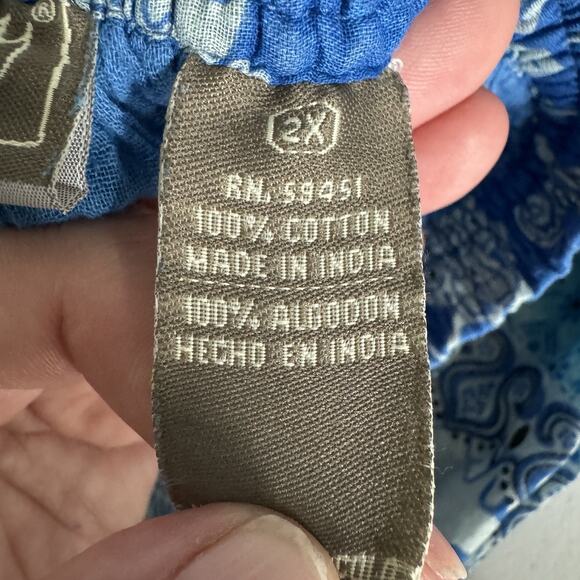 ®
2X
RN. 59451
100% COTTON
MADE IN INDIA
100% ALGODON
HECHO EN INDIA